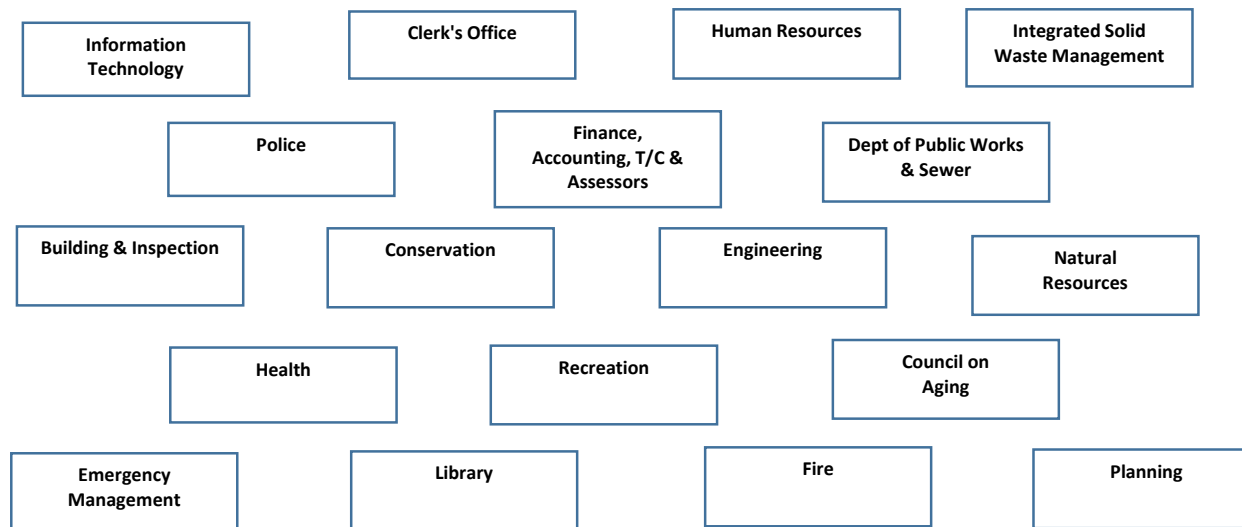 Information
Technology
Clerk's Office
Human Resources
Integrated Solid
Waste Management
Police
Finance,
Accounting, T/C &
Assessors
Dept of Public Works
& Sewer
Building & Inspection
Conservation
Engineering
Natural
Resources
Health
Recreation
Council on
Aging
Emergency
Management
Library
Fire
Planning